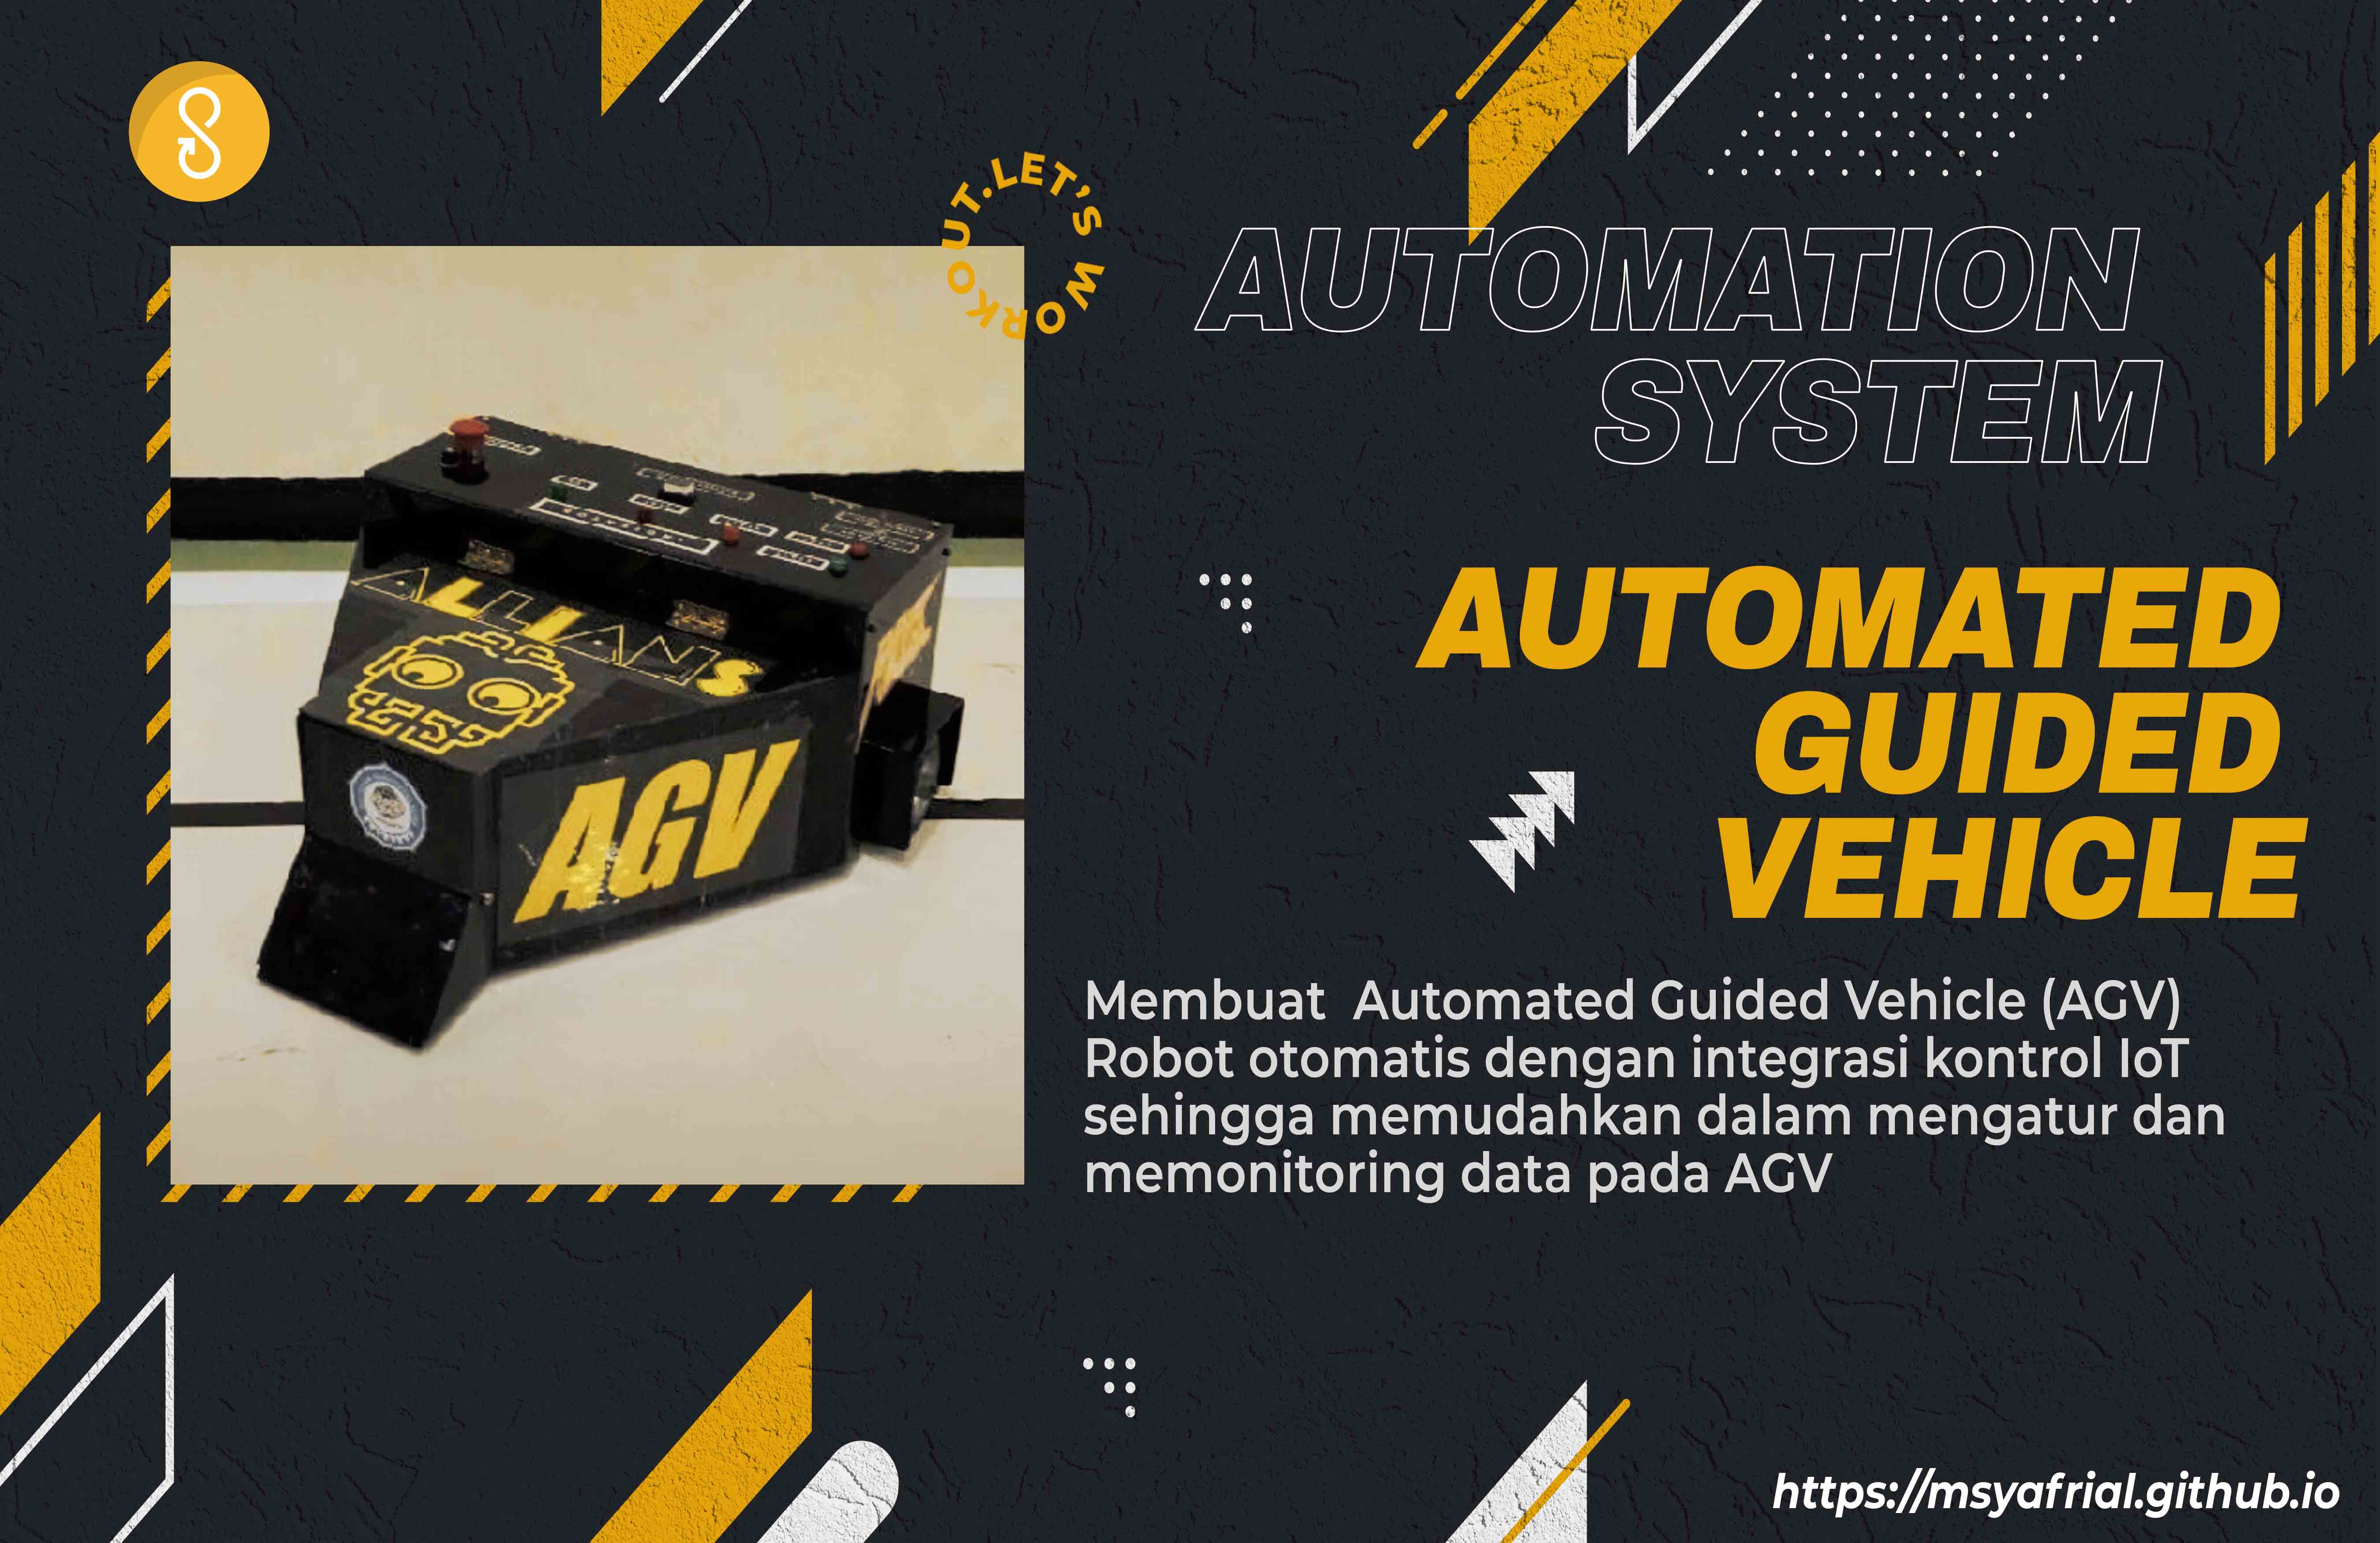 LET'S WORKOUT.
AUTOMATION
SYSTEM
AUTOMATED
GUIDED
VEHICLE
Membuat  Automated Guided Vehicle (AGV)
Robot otomatis dengan integrasi kontrol IoT
sehingga memudahkan dalam mengatur dan
memonitoring data pada AGV
ALLIANS
AGV
https://msyafrial.github.io